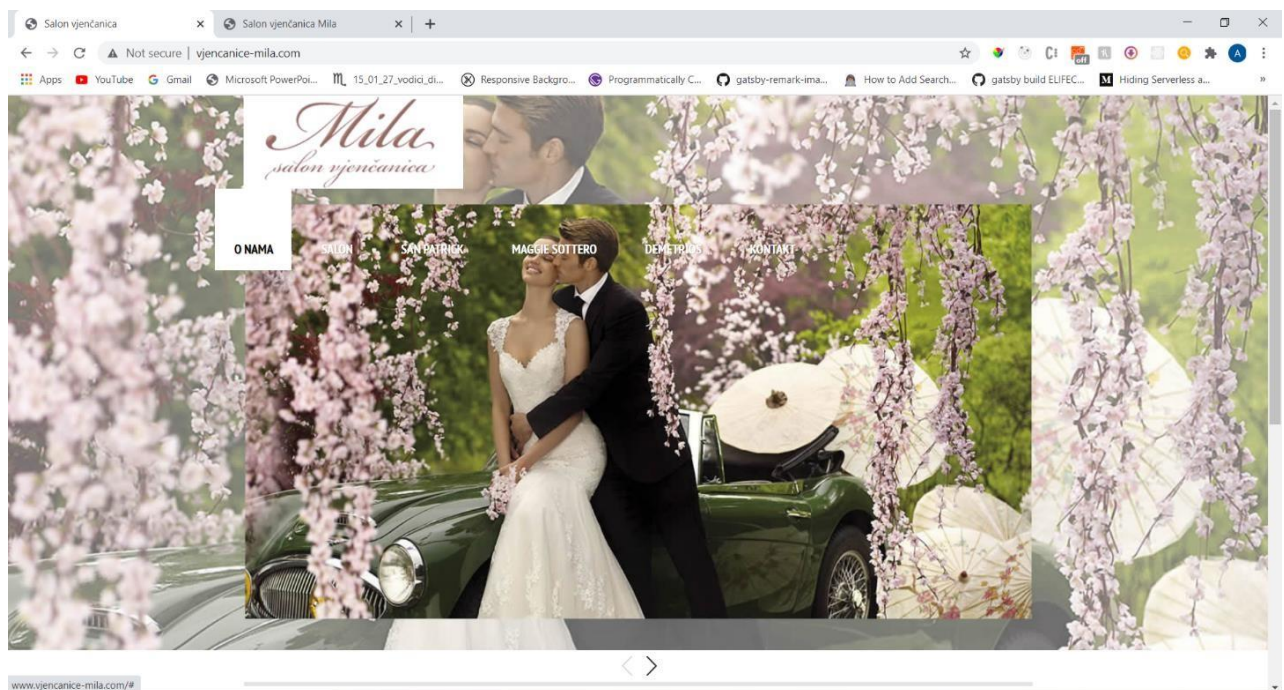 Salon vjenčanica
Salon vjenčanica Mila
Not secure | vjencanice-mila.com
Apps YouTube Gmail Microsoft PowerPoi... 15_01_27_vodici_di... Responsive Backgro... Programmatically C... gatsby-remark-ima... How to Add Search... gatsby build ELIFEC... Hiding Serverless a... »
off
A
Mila
salon vjenčanica
O NAMA SALON SAN PATRICK MAGGIE SOTTERO DEMETRIOS KONTAKT
www.vjencanice-mila.com/#